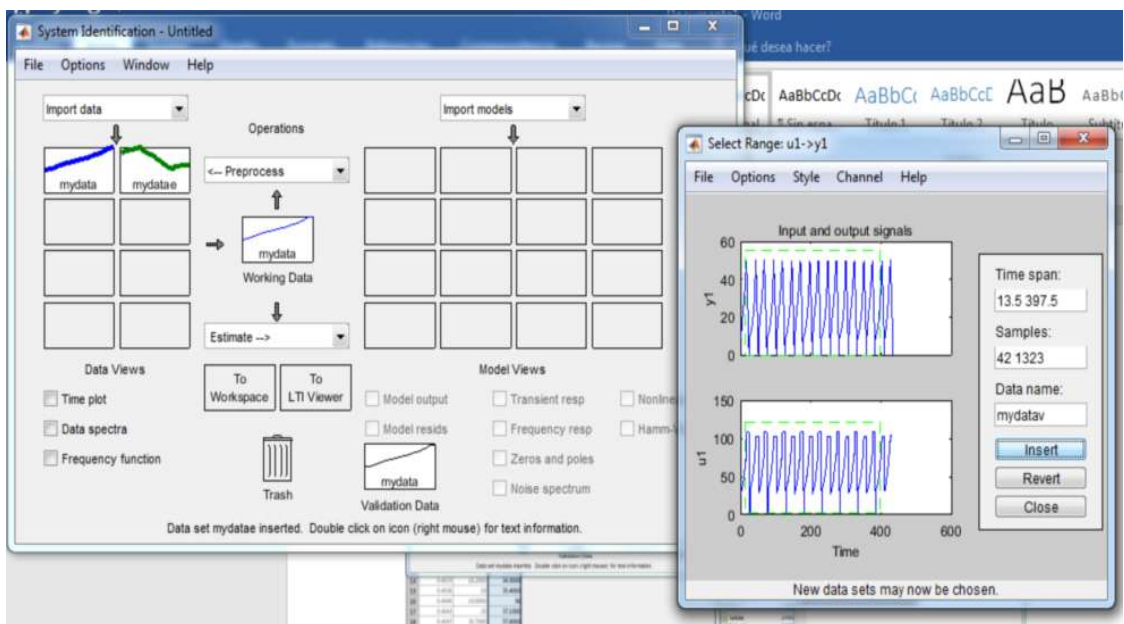 Word
System Identification - Untitled
ué desea hacer?
File Options Window Help
Import data
Import models
Operations
mydata
mydatae
<-- Preprocess
mydata
Working Data
Estimate -->
Data Views
Model Views
Time plot
Data spectra
Frequency function
To Workspace
To LTI Viewer
Model output
Transient resp
Model resids
Frequency resp
Zeros and poles
Noise spectrum
Trash
mydata
Validation Data
Data set mydatae inserted. Double click on icon (right mouse) for text information.
AaBbCcDc AaBbCc AaBbCcD AaB
Select Range: u1->y1
File Options Style Channel Help
Input and output signals
60
40
20
0
y1
150
100
50
0
u1
0 200 400 600
Time
Time span:
13.5 397.5
Samples:
42 1323
Data name:
mydatav
Insert
Revert
Close
New data sets may now be chosen.